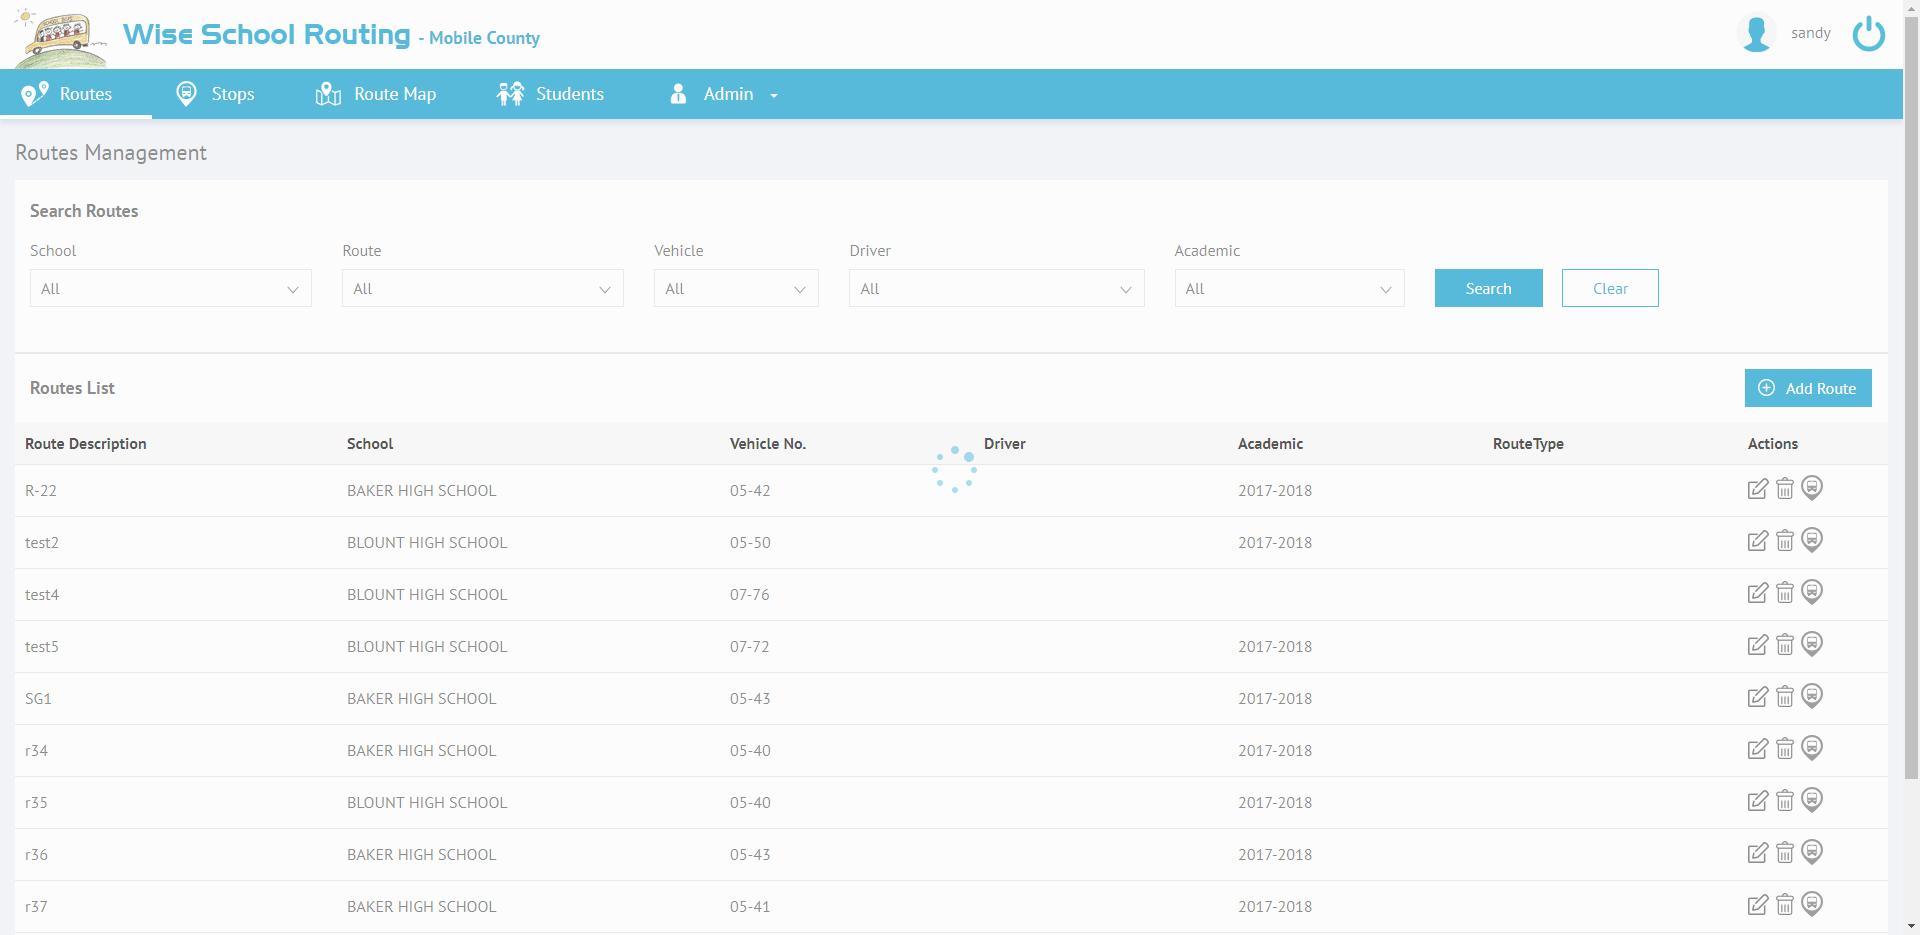 Wise School Routing - Mobile County
sandy
Routes Stops Route Map Students Admin
Routes Management
Search Routes
School Route Vehicle Driver Academic
All All All All All Search Clear
Routes List Add Route
Route Description School Vehicle No. Driver Academic RouteType Actions
R-22 BAKER HIGH SCHOOL 05-42 2017-2018
test2 BLOUNT HIGH SCHOOL 05-50 2017-2018
test4 BLOUNT HIGH SCHOOL 07-76
test5 BLOUNT HIGH SCHOOL 07-72 2017-2018
SG1 BAKER HIGH SCHOOL 05-43 2017-2018
r34 BAKER HIGH SCHOOL 05-40 2017-2018
r35 BLOUNT HIGH SCHOOL 05-40 2017-2018
r36 BAKER HIGH SCHOOL 05-43 2017-2018
r37 BAKER HIGH SCHOOL 05-41 2017-2018